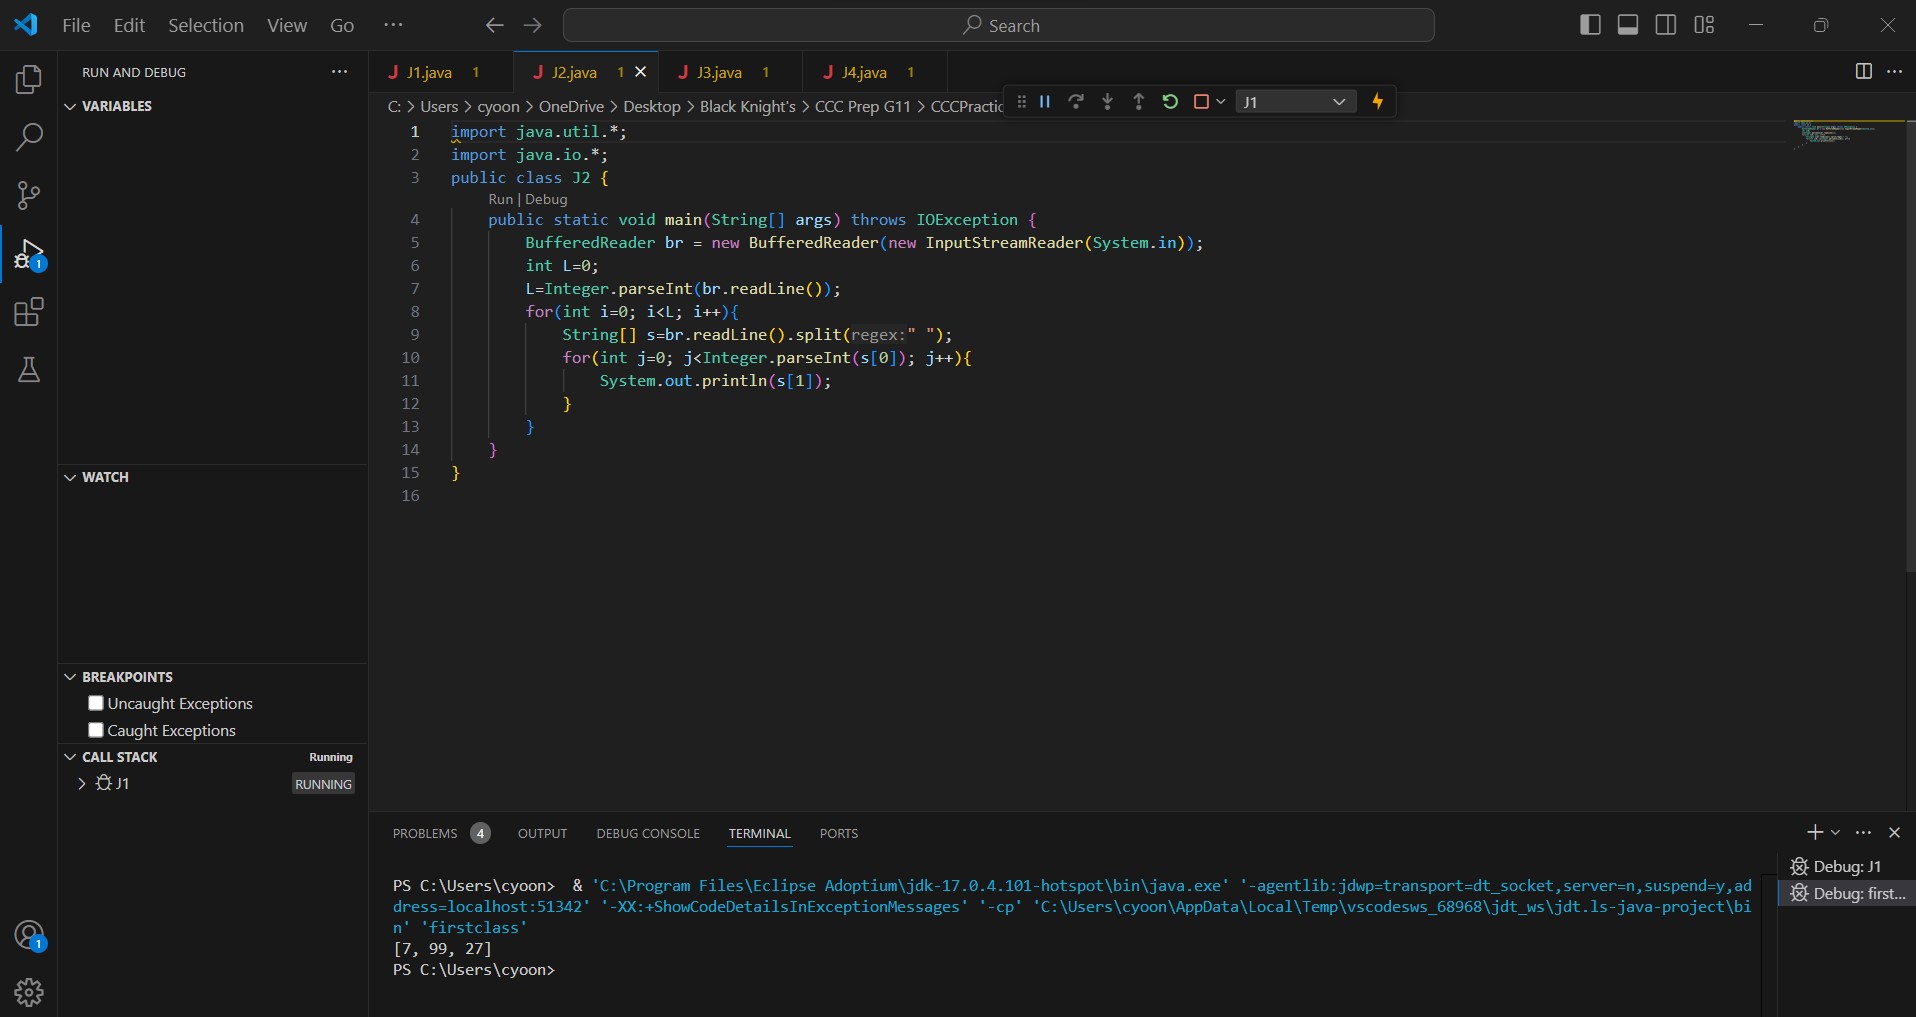 File Edit Selection View Go ···
Search
RUN AND DEBUG ···
VARIABLES
WATCH
BREAKPOINTS
Uncaught Exceptions
Caught Exceptions
CALL STACK Running
J1 RUNNING
1
1
J J1.java 1
J J2.java 1
J J3.java 1
J J4.java 1
C: > Users > cyoon > OneDrive > Desktop > Black Knight's > CCC Prep G11 > CCCPractic
J1
1 import java.util.*;
2 import java.io.*;
3 public class J2 {
Run | Debug
4 public static void main(String[] args) throws IOException {
5 BufferedReader br = new BufferedReader(new InputStreamReader(System.in));
6 int L=0;
7 L=Integer.parseInt(br.readLine());
8 for(int i=0; i<L; i++){
9 String[] s=br.readLine().split(regex:" ");
10 for(int j=0; j<Integer.parseInt(s[0]); j++){
11 System.out.println(s[1]);
12 }
13 }
14 }
15 }
16
PROBLEMS 4 OUTPUT DEBUG CONSOLE TERMINAL PORTS
PS C:\Users\cyoon>  & 'C:\Program Files\Eclipse Adoptium\jdk-17.0.4.101-hotspot\bin\java.exe' '-agentlib:jdwp=transport=dt_socket,server=n,suspend=y,ad
dress=localhost:51342' '-XX:+ShowCodeDetailsInExceptionMessages' '-cp' 'C:\Users\cyoon\AppData\Local\Temp\vscodesws_68968\jdt_ws\jdt.ls-java-project\bi
n' 'firstclass'
[7, 99, 27]
PS C:\Users\cyoon>
Debug: J1
Debug: first...